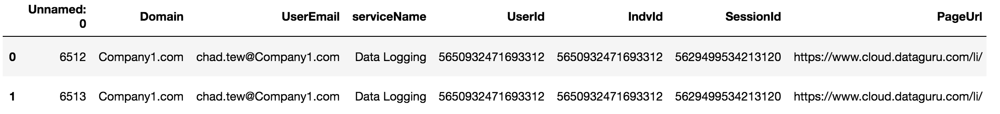 Unnamed: 0 Domain UserEmail serviceName UserId IndvId SessionId PageUrl
0 6512 Company1.com chad.tew@Company1.com Data Logging 5650932471693312 5650932471693312 5629499534213120 https://www.cloud.dataguru.com/li/
1 6513 Company1.com chad.tew@Company1.com Data Logging 5650932471693312 5650932471693312 5629499534213120 https://www.cloud.dataguru.com/li/